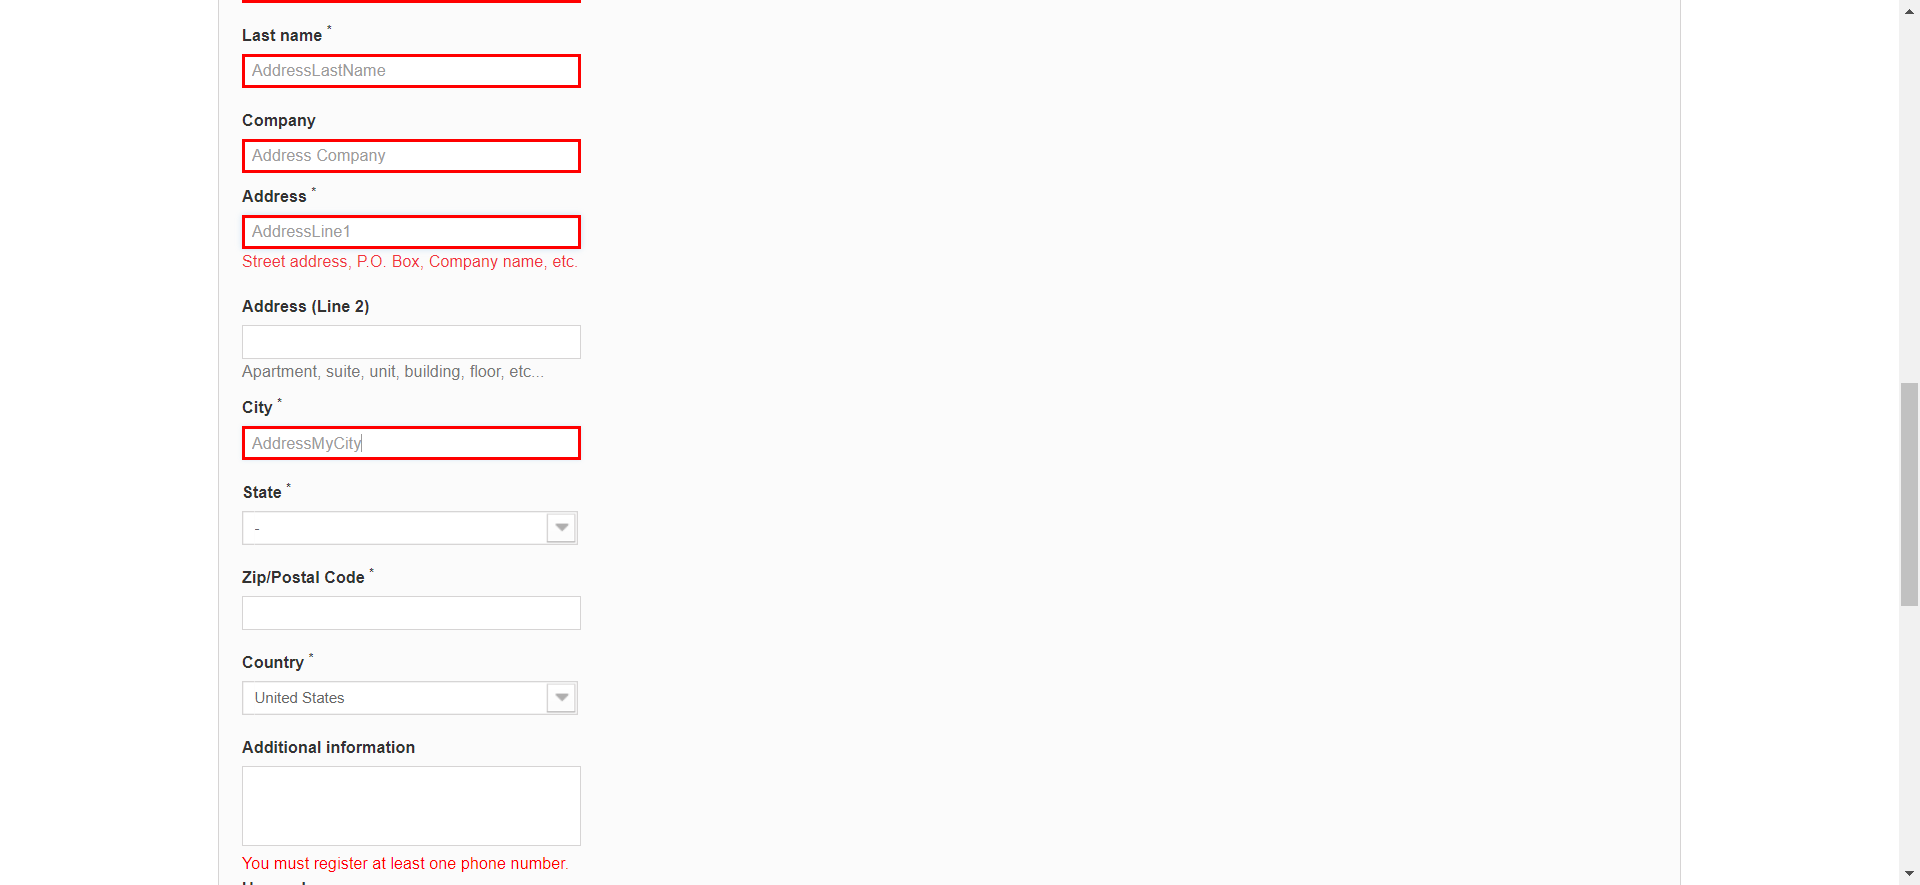 Last name *
AddressLastName
Company
Address Company
Address *
AddressLine1
Street address, P.O. Box, Company name, etc.
Address (Line 2)
Apartment, suite, unit, building, floor, etc...
City *
AddressMyCity
State *
-
Zip/Postal Code *
Country *
United States
Additional information
You must register at least one phone number.